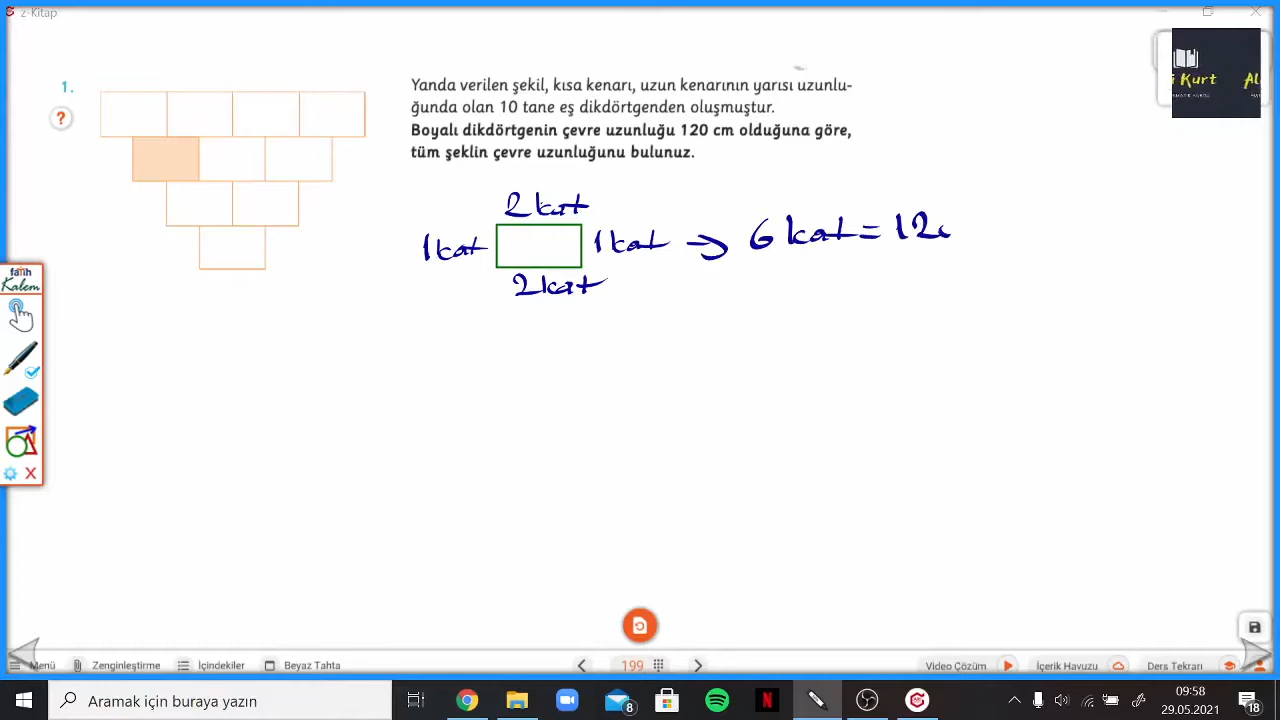 z-Kitap
1.
?
Yanda verilen şekil, kısa kenarı, uzun kenarının yarısı uzunlu-
ğunda olan 10 tane eş dikdörtgenden oluşmuştur.
Boyalı dikdörtgenin çevre uzunluğu 120 cm olduğuna göre,
tüm şeklin çevre uzunluğunu bulunuz.
Kurt
2kat
1kat 1kat → 6kat = 120
2kat
fatih
Kalem
Menü Zenginleştirme İçindekiler Beyaz Tahta 199 Video Çözüm İçerik Havuzu Ders Tekrarı
Aramak için buraya yazın
8
09:58
29.05.2021
18